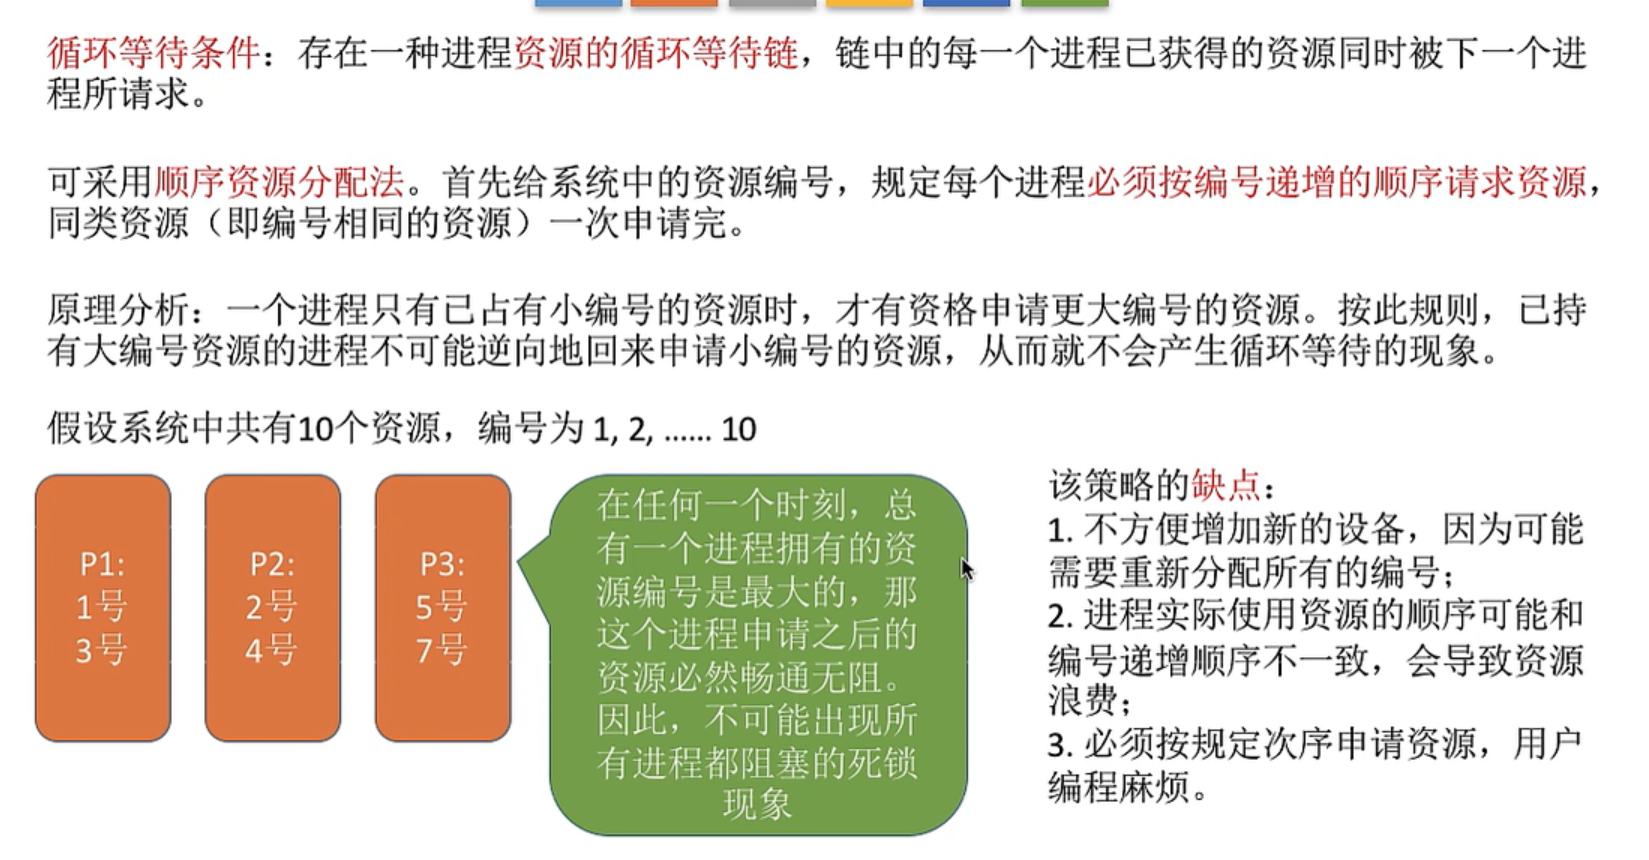 循环等待条件：存在一种进程资源的循环等待链，链中的每一个进程已获得的资源同时被下一个进
程所请求。
可采用顺序资源分配法。首先给系统中的资源编号，规定每个进程必须按编号递增的顺序请求资源，
同类资源（即编号相同的资源）一次申请完。
原理分析：一个进程只有已占有小编号的资源时，才有资格申请更大编号的资源。按此规则，已持
有大编号资源的进程不可能逆向地回来申请小编号的资源，从而就不会产生循环等待的现象。
假设系统中共有10个资源，编号为 1, 2, …… 10
P1:
1号
3号
P2:
2号
4号
P3:
5号
7号
在任何一个时刻，总
有一个进程拥有的资
源编号是最大的，那
这个进程申请之后的
资源必然畅通无阻。
因此，不可能出现所
有进程都阻塞的死锁
现象
该策略的缺点：
1. 不方便增加新的设备，因为可能
需要重新分配所有的编号；
2. 进程实际使用资源的顺序可能和
编号递增顺序不一致，会导致资源
浪费；
3. 必须按规定次序申请资源，用户
编程麻烦。